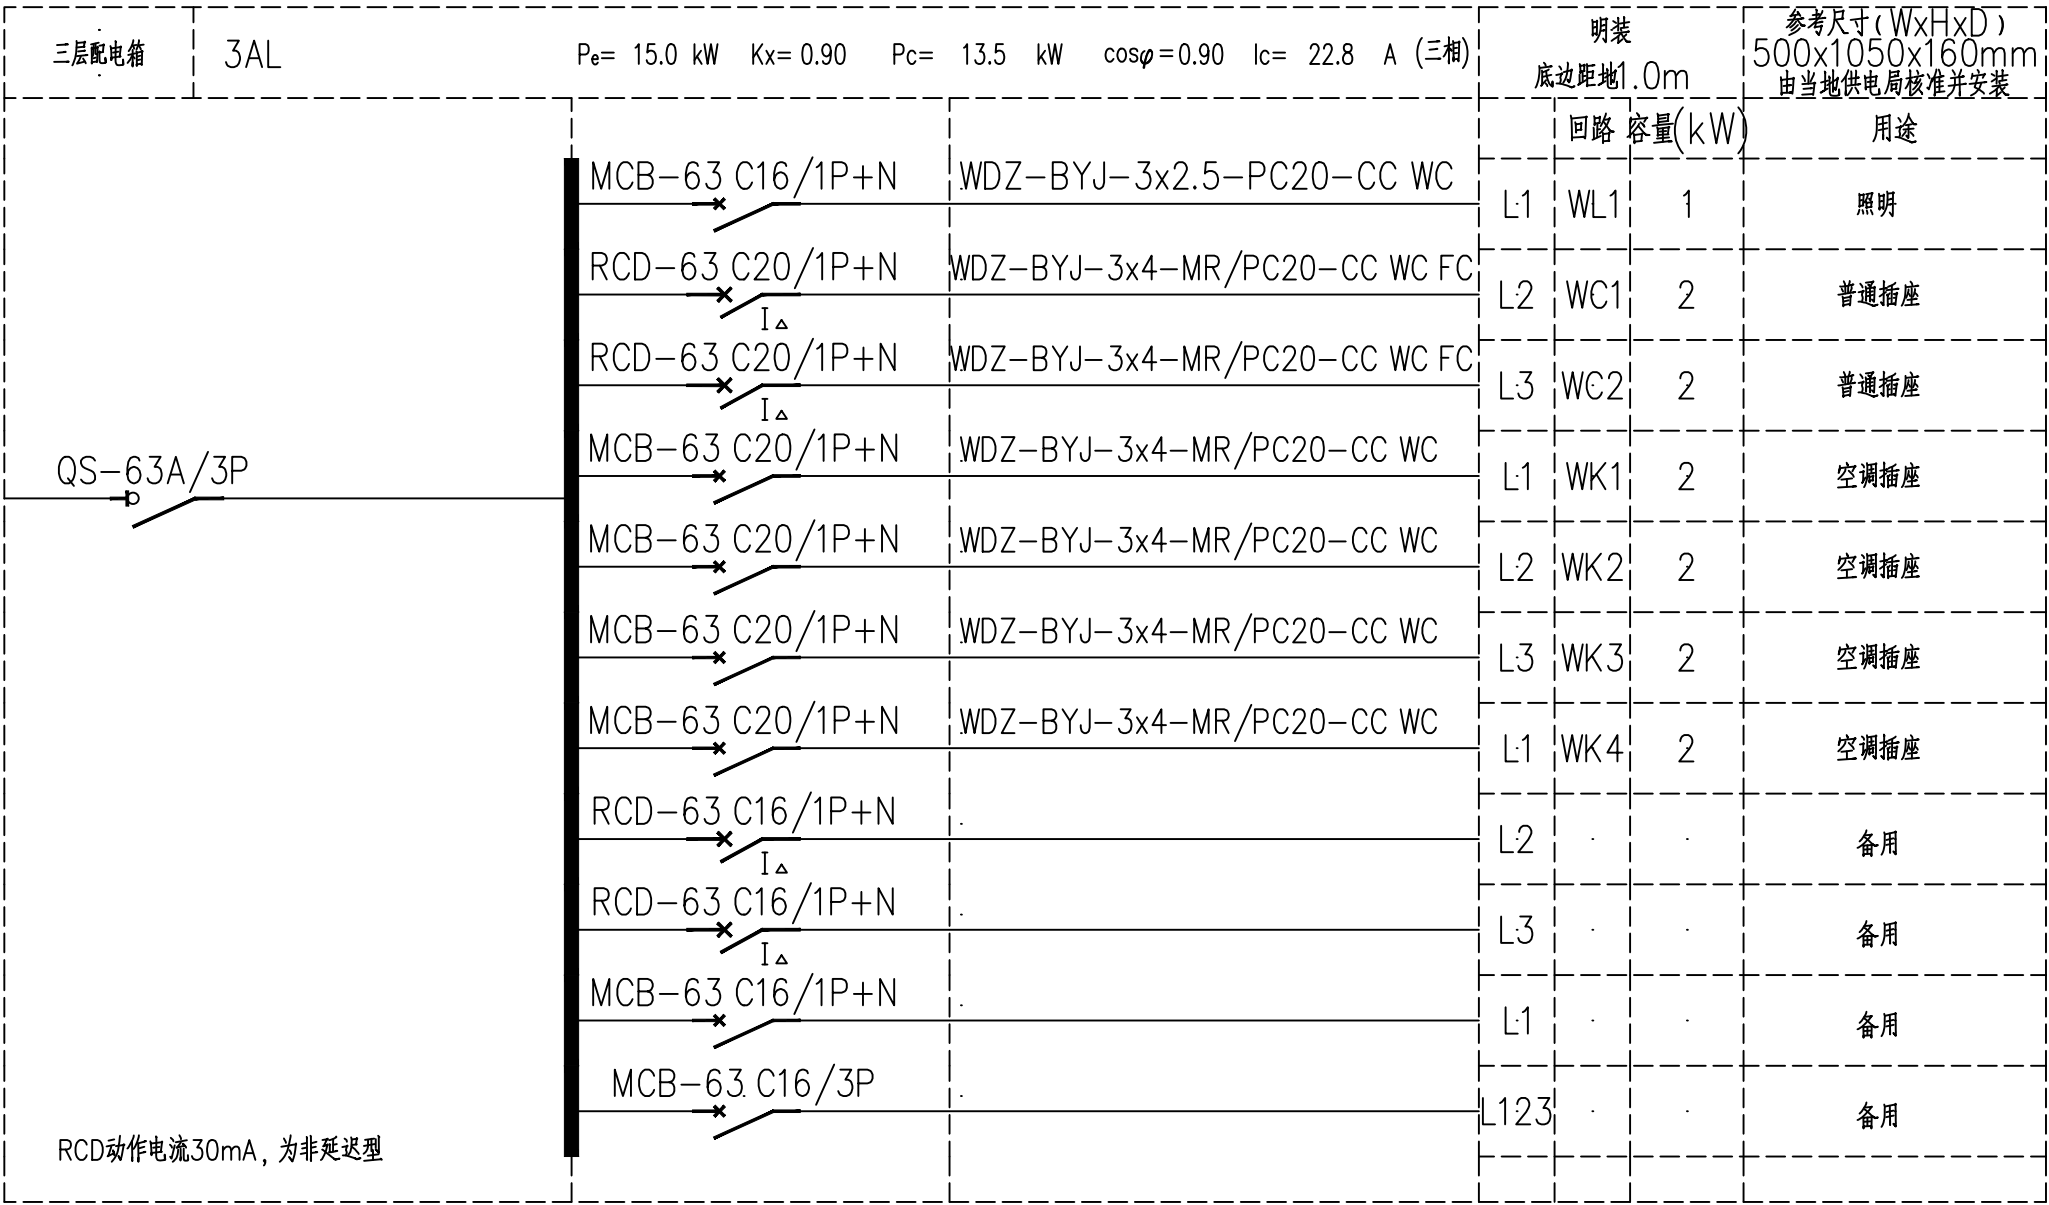 三层配电箱 3AL Pe= 15.0 kW Kx= 0.90 Pc= 13.5 kW cosφ=0.90 Ic= 22.8 A (三相)
明装
底边距地1.0m
参考尺寸(WxHxD)
500x1050x160mm
由当地供电局核准并安装
回路 容量(kW) 用途
QS-63A/3P
MCB-63 C16/1P+N WDZ-BYJ-3x2.5-PC20-CC WC L1 WL1 1 照明
RCD-63 C20/1P+N WDZ-BYJ-3x4-MR/PC20-CC WC FC L2 WC1 2 普通插座
I△
RCD-63 C20/1P+N WDZ-BYJ-3x4-MR/PC20-CC WC FC L3 WC2 2 普通插座
I△
MCB-63 C20/1P+N WDZ-BYJ-3x4-MR/PC20-CC WC L1 WK1 2 空调插座
MCB-63 C20/1P+N WDZ-BYJ-3x4-MR/PC20-CC WC L2 WK2 2 空调插座
MCB-63 C20/1P+N WDZ-BYJ-3x4-MR/PC20-CC WC L3 WK3 2 空调插座
MCB-63 C20/1P+N WDZ-BYJ-3x4-MR/PC20-CC WC L1 WK4 2 空调插座
RCD-63 C16/1P+N L2 备用
I△
RCD-63 C16/1P+N L3 备用
I△
MCB-63 C16/1P+N L1 备用
MCB-63 C16/3P L123 备用
RCD动作电流30mA, 为非延迟型